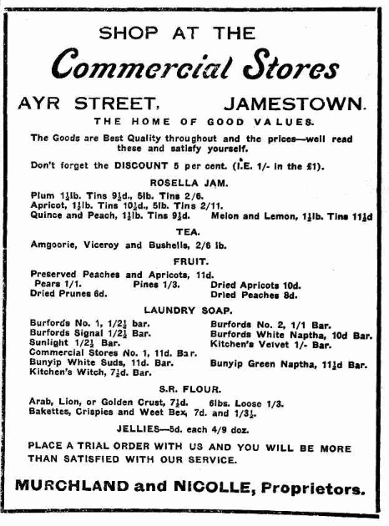 SHOP AT THE
Commercial Stores
AYR STREET, JAMESTOWN.
THE HOME OF GOOD VALUES.
The Goods are Best Quality throughout and the prices—well read
these and satisfy yourself.
Don't forget the DISCOUNT 5 per cent. (I.E. 1/- in the £1).
ROSELLA JAM.
Plum 1½lb. Tins 9½d., 5lb. Tins 2/6.
Apricot, 1½lb. Tins 10½d., 5lb. Tins 2/11.
Quince and Peach, 1½lb. Tins 9½d. Melon and Lemon, 1½lb. Tins 11½d
TEA.
Amgoorie, Viceroy and Bushells, 2/6 lb.
FRUIT.
Preserved Peaches and Apricots, 11d.
Pears 1/1. Pines 1/3. Dried Apricots 10d.
Dried Prunes 6d. Dried Peaches 8d.
LAUNDRY SOAP.
Burfords No. 1, 1/2½ bar. Burfords No. 2, 1/1 Bar.
Burfords Signal 1/2½ Bar. Burfords White Naptha, 10d Bar.
Sunlight 1/2½ Bar. Kitchen's Velvet 1/- Bar.
Commercial Stores No. 1, 11d. Bar.
Bunyip White Suds, 11d. Bar. Bunyip Green Naptha, 11½d Bar.
Kitchen's Witch, 7½d. Bar.
S.R. FLOUR.
Arab, Lion, or Golden Crust, 7½d. 6lbs. Loose 1/3.
Bakettes, Crispies and Weet Bex, 7d. and 1/3½.
JELLIES—5d. each 4/9 doz.
PLACE A TRIAL ORDER WITH US AND YOU WILL BE MORE
THAN SATISFIED WITH OUR SERVICE.
MURCHLAND and NICOLLE, Proprietors.